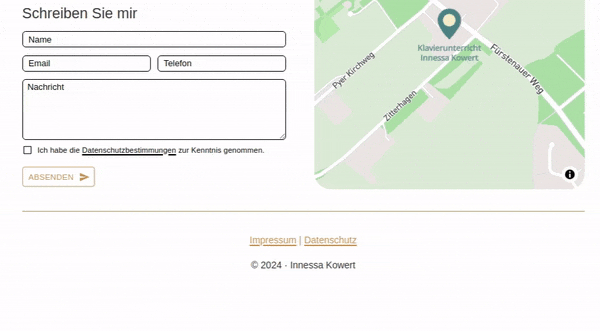 Schreiben Sie mir
Name
Email
Telefon
Nachricht
Ich habe die Datenschutzbestimmungen zur Kenntnis genommen.
ABSENDEN
Klavierunterricht
Innessa Kowert
Pyer Kirchweg
Fürstenauer Weg
Zitterhagen
Impressum | Datenschutz
© 2024 · Innessa Kowert